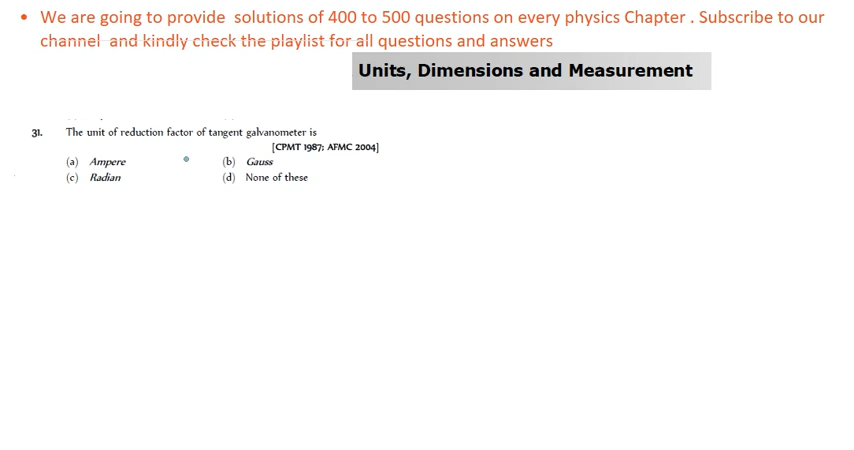 • We are going to provide solutions of 400 to 500 questions on every physics Chapter . Subscribe to our
channel and kindly check the playlist for all questions and answers
Units, Dimensions and Measurement
31. The unit of reduction factor of tangent galvanometer is
[CPMT 1987; AFMC 2004]
(a) Ampere (b) Gauss
(c) Radian (d) None of these